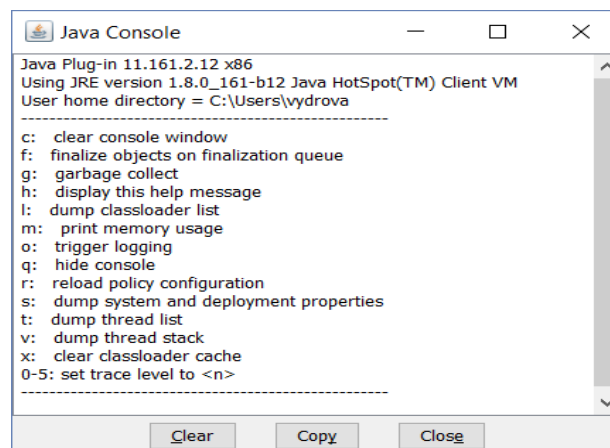 Java Console
Java Plug-in 11.161.2.12 x86
Using JRE version 1.8.0_161-b12 Java HotSpot(TM) Client VM
User home directory = C:\Users\vydrova
----------------------------------------------------
c:   clear console window
f:   finalize objects on finalization queue
g:   garbage collect
h:   display this help message
l:   dump classloader list
m:   print memory usage
o:   trigger logging
q:   hide console
r:   reload policy configuration
s:   dump system and deployment properties
t:   dump thread list
v:   dump thread stack
x:   clear classloader cache
0-5: set trace level to <n>
----------------------------------------------------
Clear Copy Close